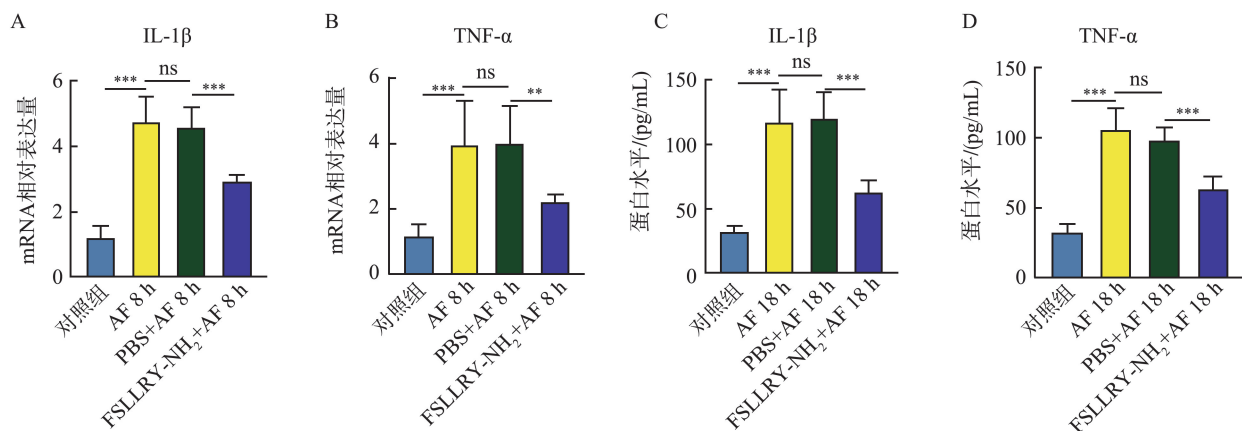 A
IL-1β
mRNA相对表达量
6
4
2
0
*** ns ***
对照组
AF 8 h
PBS+AF 8 h
FSLLRY-NH₂+AF 8 h
B
TNF-α
mRNA相对表达量
6
4
2
0
*** ns **
对照组
AF 8 h
PBS+AF 8 h
FSLLRY-NH₂+AF 8 h
C
IL-1β
蛋白水平/(pg/mL)
150
100
50
0
*** ns ***
对照组
AF 18 h
PBS+AF 18 h
FSLLRY-NH₂+AF 18 h
D
TNF-α
蛋白水平/(pg/mL)
150
100
50
0
*** ns ***
对照组
AF 18 h
PBS+AF 18 h
FSLLRY-NH₂+AF 18 h